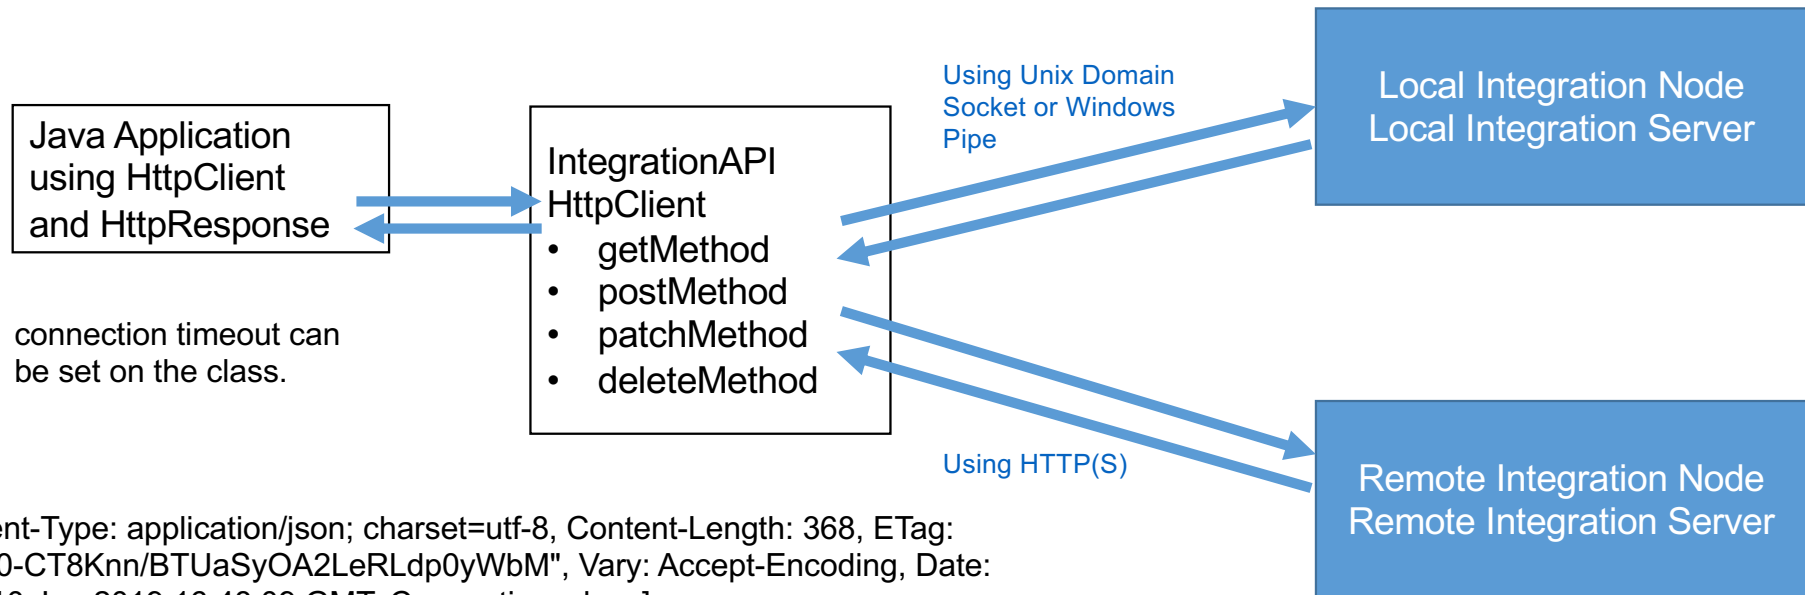 Java Application
using HttpClient
and HttpResponse
connection timeout can
be set on the class.
IntegrationAPI
HttpClient
• getMethod
• postMethod
• patchMethod
• deleteMethod
Using Unix Domain
Socket or Windows
Pipe
Using HTTP(S)
Local Integration Node
Local Integration Server
Remote Integration Node
Remote Integration Server
ent-Type: application/json; charset=utf-8, Content-Length: 368, ETag:
0-CT8Knn/BTUaSyOA2LeRLdp0yWbM", Vary: Accept-Encoding, Date: